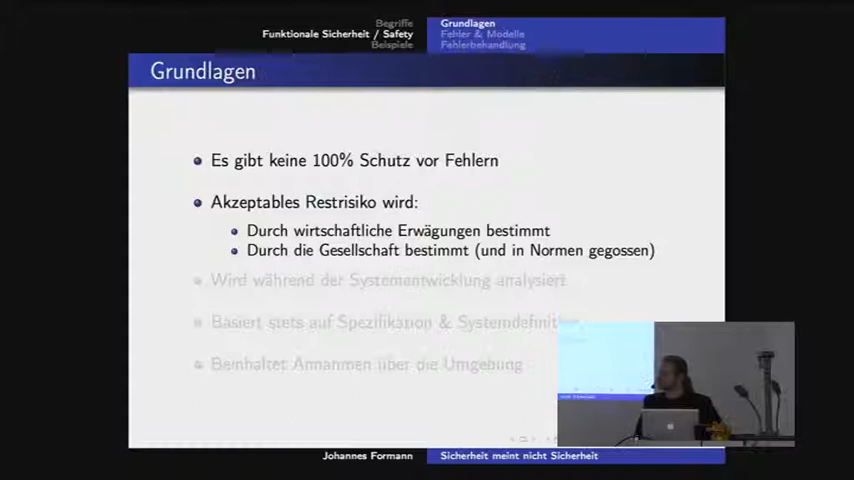 Begriffe
Funktionale Sicherheit / Safety
Beispiele
Grundlagen
Fehler & Modelle
Fehlerbehandlung
Grundlagen
Es gibt keine 100% Schutz vor Fehlern
Akzeptables Restrisiko wird:
Durch wirtschaftliche Erwägungen bestimmt
Durch die Gesellschaft bestimmt (und in Normen gegossen)
Wird während der Systementwicklung analysiert
Basiert stets auf Spezifikation &
Beinhaltet Annahmen über die Umgebung
Johannes Formann
Sicherheit meint nicht Sicherheit